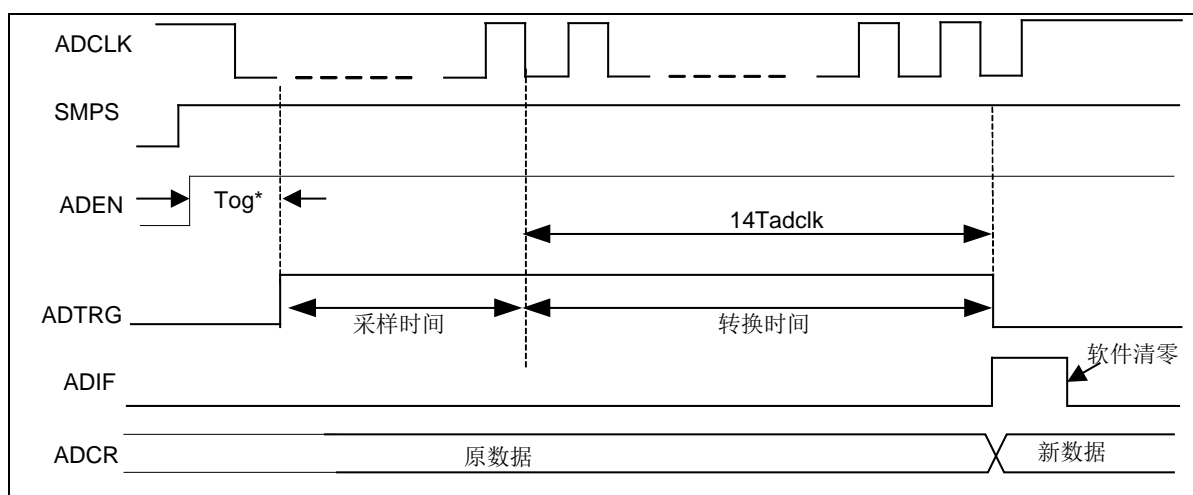 ADCLK
SMPS
ADEN
Tog*
14Tadclk
ADTRG
采样时间
转换时间
ADIF
软件清零
ADCR
原数据
新数据